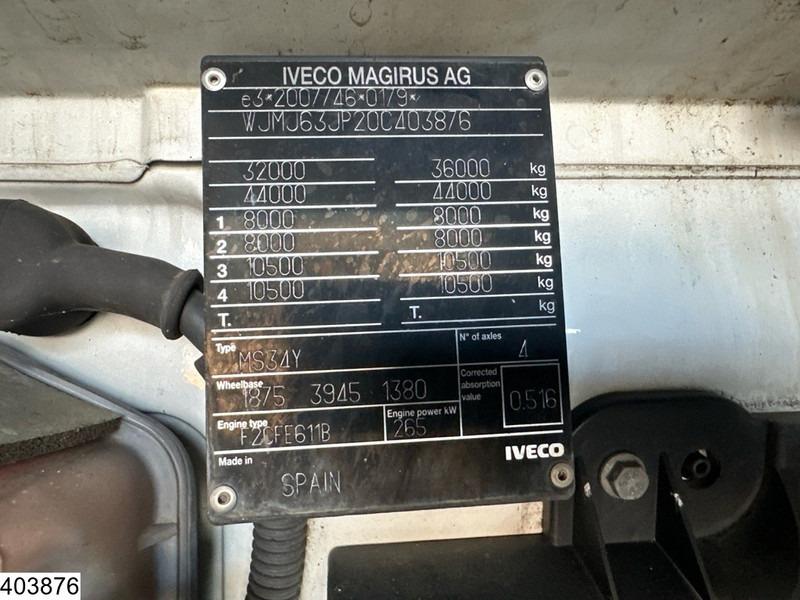 IVECO MAGIRUS AG
e3*2007/46*0179*
WJMJ63JP20C403876
32000 36000 kg
44000 44000 kg
1 8000 8000 kg
2 8000 8000 kg
3 10500 10500 kg
4 10500 10500 kg
T. T. kg
Type MS34Y N° of axles 4
Wheelbase 1875 3945 1380 Corrected absorption value 0.516
Engine type F2CFE611B Engine power kW 265
IVECO
Made in SPAIN
403876